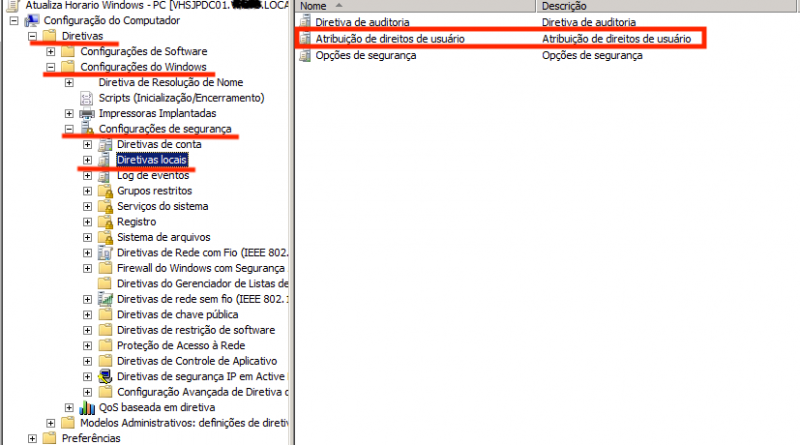 Atualiza Horario Windows - PC [VHSJPDC01. .LOCA
Configuração do Computador
Diretivas
Configurações de Software
Configurações do Windows
Diretiva de Resolução de Nome
Scripts (Inicialização/Encerramento)
Impressoras Implantadas
Configurações de segurança
Diretivas de conta
Diretivas locais
Log de eventos
Grupos restritos
Serviços do sistema
Registro
Sistema de arquivos
Diretivas de Rede com Fio (IEEE 802.
Firewall do Windows com Segurança
Diretivas do Gerenciador de Listas de
Diretivas de rede sem fio (IEEE 802.1
Diretivas de chave pública
Diretivas de restrição de software
Proteção de Acesso à Rede
Diretivas de Controle de Aplicativo
Diretivas de segurança IP em Active
Configuração Avançada de Diretiva d
QoS baseada em diretiva
Modelos Administrativos: definições de diretiv
Preferências
Nome Descrição
Diretiva de auditoria Diretiva de auditoria
Atribuição de direitos de usuário Atribuição de direitos de usuário
Opções de segurança Opções de segurança